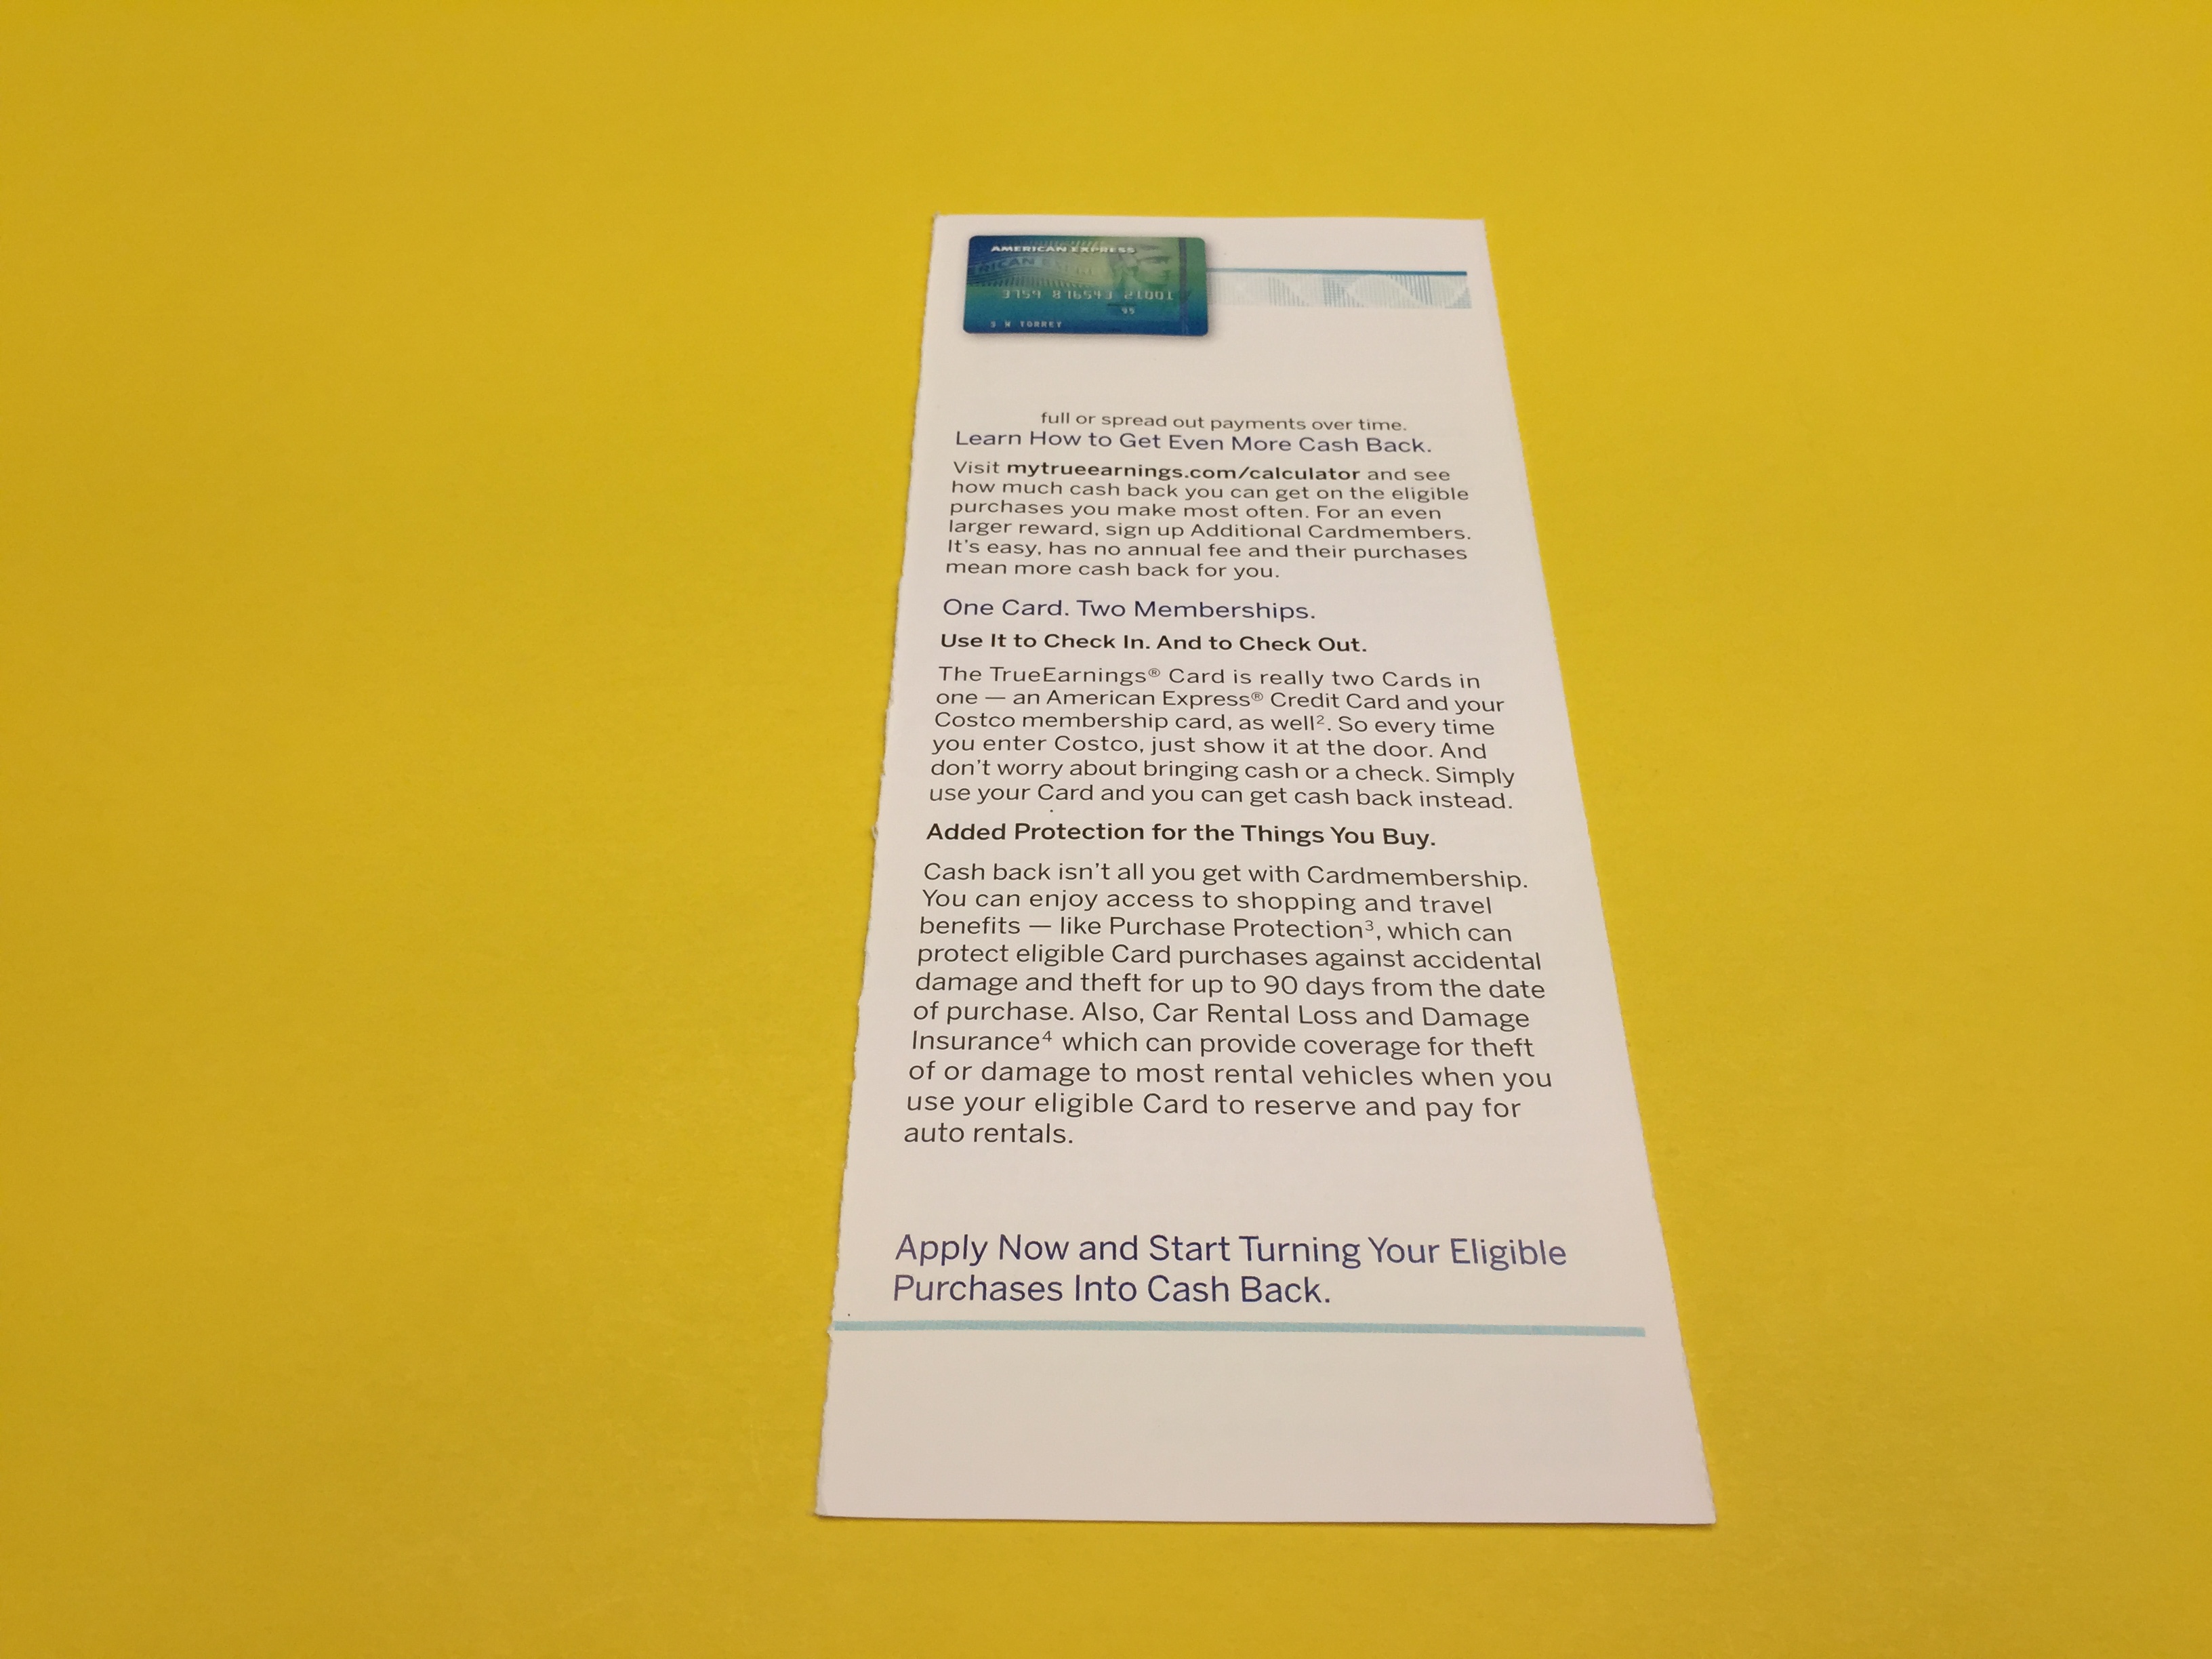 AMERICAN EXPRESS
3759 876543 21001
95
full or spread out payments over time.
Learn How to Get Even More Cash Back.
Visit mytrueearnings.com/calculator and see
how much cash back you can get on the eligible
purchases you make most often. For an even
larger reward, sign up Additional Cardmembers.
It's easy, has no annual fee and their purchases
mean more cash back for you.
One Card. Two Memberships.
Use It to Check In. And to Check Out.
The TrueEarnings® Card is really two Cards in
one — an American Express® Credit Card and your
Costco membership card, as well². So every time
you enter Costco, just show it at the door. And
don't worry about bringing cash or a check. Simply
use your Card and you can get cash back instead.
Added Protection for the Things You Buy.
Cash back isn't all you get with Cardmembership.
You can enjoy access to shopping and travel
benefits — like Purchase Protection³, which can
protect eligible Card purchases against accidental
damage and theft for up to 90 days from the date
of purchase. Also, Car Rental Loss and Damage
Insurance⁴ which can provide coverage for theft
of or damage to most rental vehicles when you
use your eligible Card to reserve and pay for
auto rentals.
Apply Now and Start Turning Your Eligible
Purchases Into Cash Back.